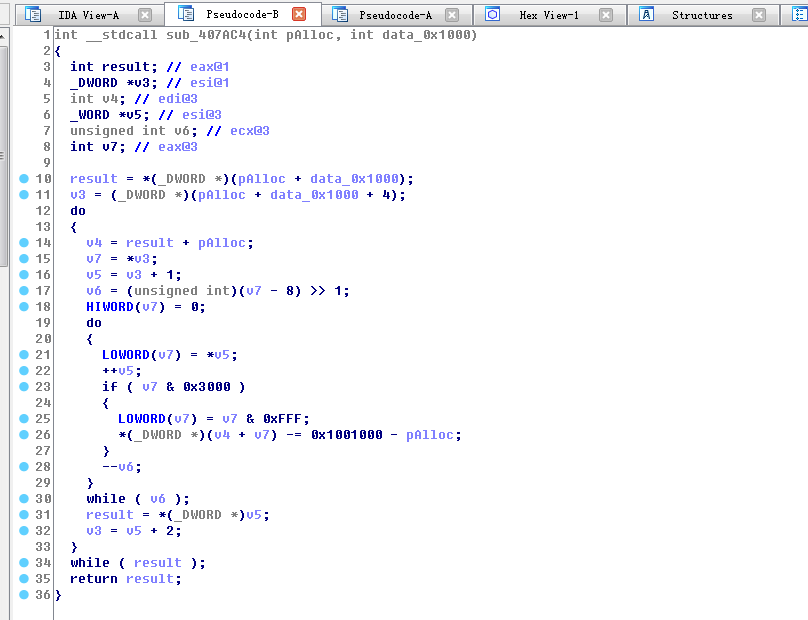 IDA View-A Pseudocode-B Pseudocode-A Hex View-1 Structures
1 int __stdcall sub_407AC4(int pAlloc, int data_0x1000)
2 {
3 int result; // eax@1
4 _DWORD *v3; // esi@1
5 int v4; // edi@3
6 _WORD *v5; // esi@3
7 unsigned int v6; // ecx@3
8 int v7; // eax@3
9
10 result = *(_DWORD *)(pAlloc + data_0x1000);
11 v3 = (_DWORD *)(pAlloc + data_0x1000 + 4);
12 do
13 {
14 v4 = result + pAlloc;
15 v7 = *v3;
16 v5 = v3 + 1;
17 v6 = (unsigned int)(v7 - 8) >> 1;
18 HIWORD(v7) = 0;
19 do
20 {
21 LOWORD(v7) = *v5;
22 ++v5;
23 if ( v7 & 0x3000 )
24 {
25 LOWORD(v7) = v7 & 0xFFF;
26 *(_DWORD *)(v4 + v7) -= 0x1001000 - pAlloc;
27 }
28 --v6;
29 }
30 while ( v6 );
31 result = *(_DWORD *)v5;
32 v3 = v5 + 2;
33 }
34 while ( result );
35 return result;
36 }